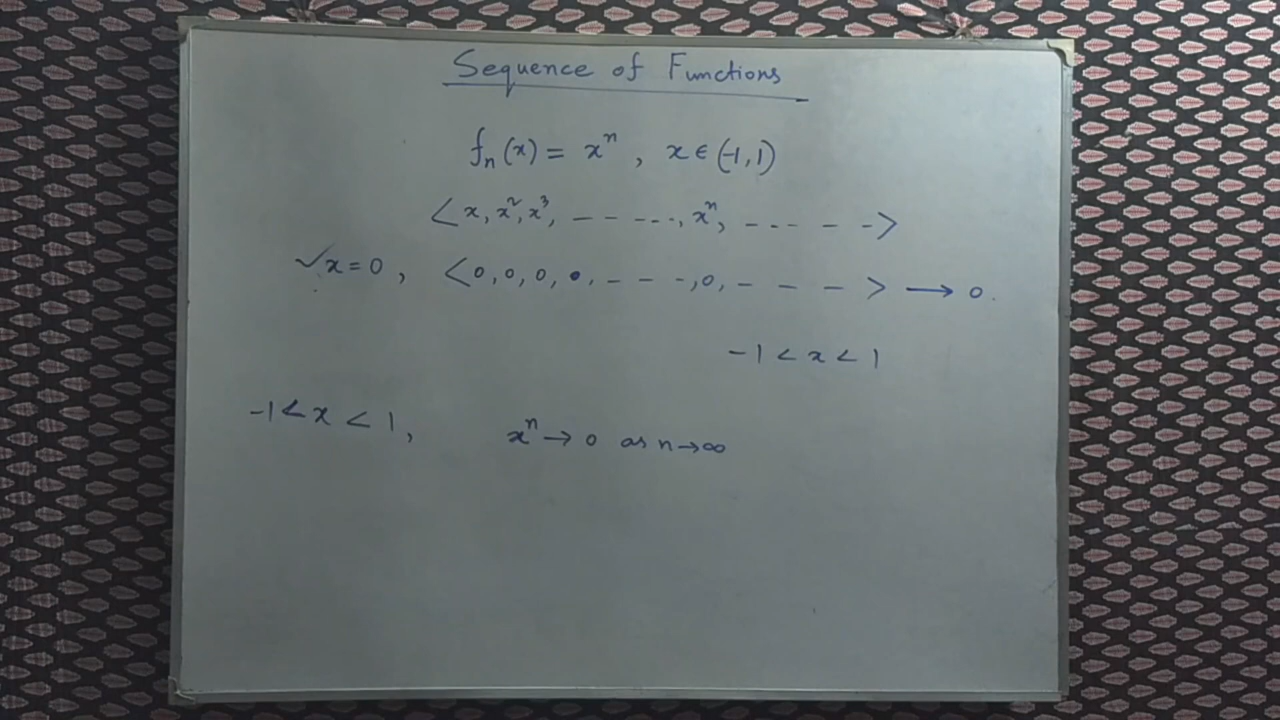 Sequence of Functions
fₙ(x) = xⁿ , x ∈ (-1, 1)
< x, x², x³, - - - - - -, xⁿ, - - - - - - >
✓ x = 0 , < 0, 0, 0, 0, - - - -, 0, - - - - > ⟶ 0.
-1 < x < 1
-1 < x < 1 , xⁿ → 0 as n → ∞